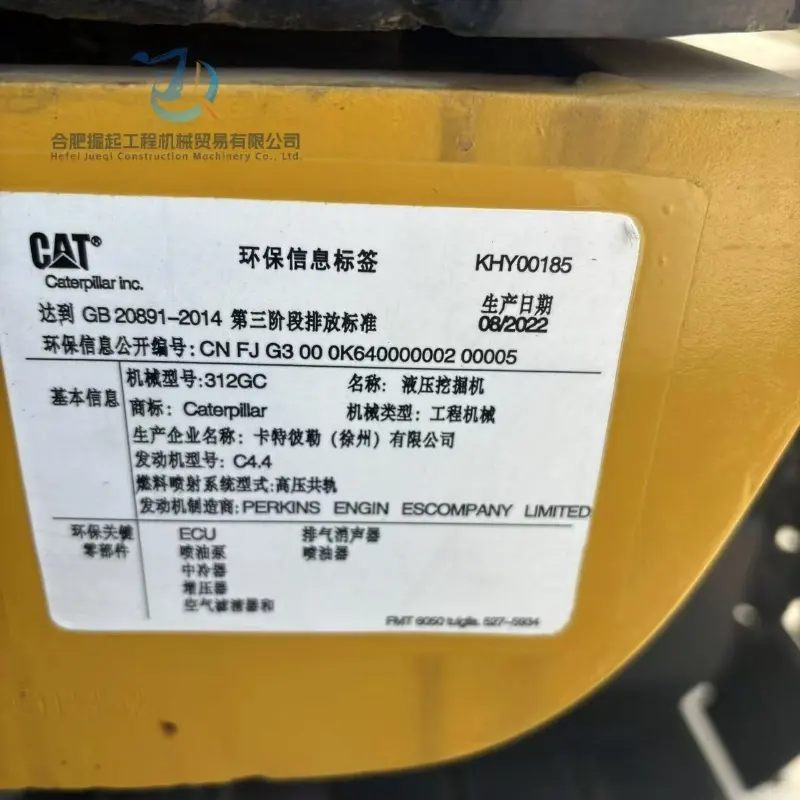 合肥掘起工程机械贸易有限公司
Hefei Jueqi Construction Machinery Co., Ltd.
CAT®
Caterpillar inc.
环保信息标签
KHY00185
达到 GB 20891-2014 第三阶段排放标准
生产日期
08/2022
环保信息公开编号: CN FJ G3 00 0K640000002 00005
基本信息
机械型号:312GC 名称: 液压挖掘机
商标: Caterpillar 机械类型: 工程机械
生产企业名称: 卡特彼勒 (徐州) 有限公司
发动机型号: C4.4
燃料喷射系统型式:高压共轨
发动机制造商: PERKINS ENGIN ESCOMPANY LIMITED
环保关键
零部件
ECU 排气消声器
喷油泵 喷油器
中冷器
增压器
空气滤清器和
527-5934